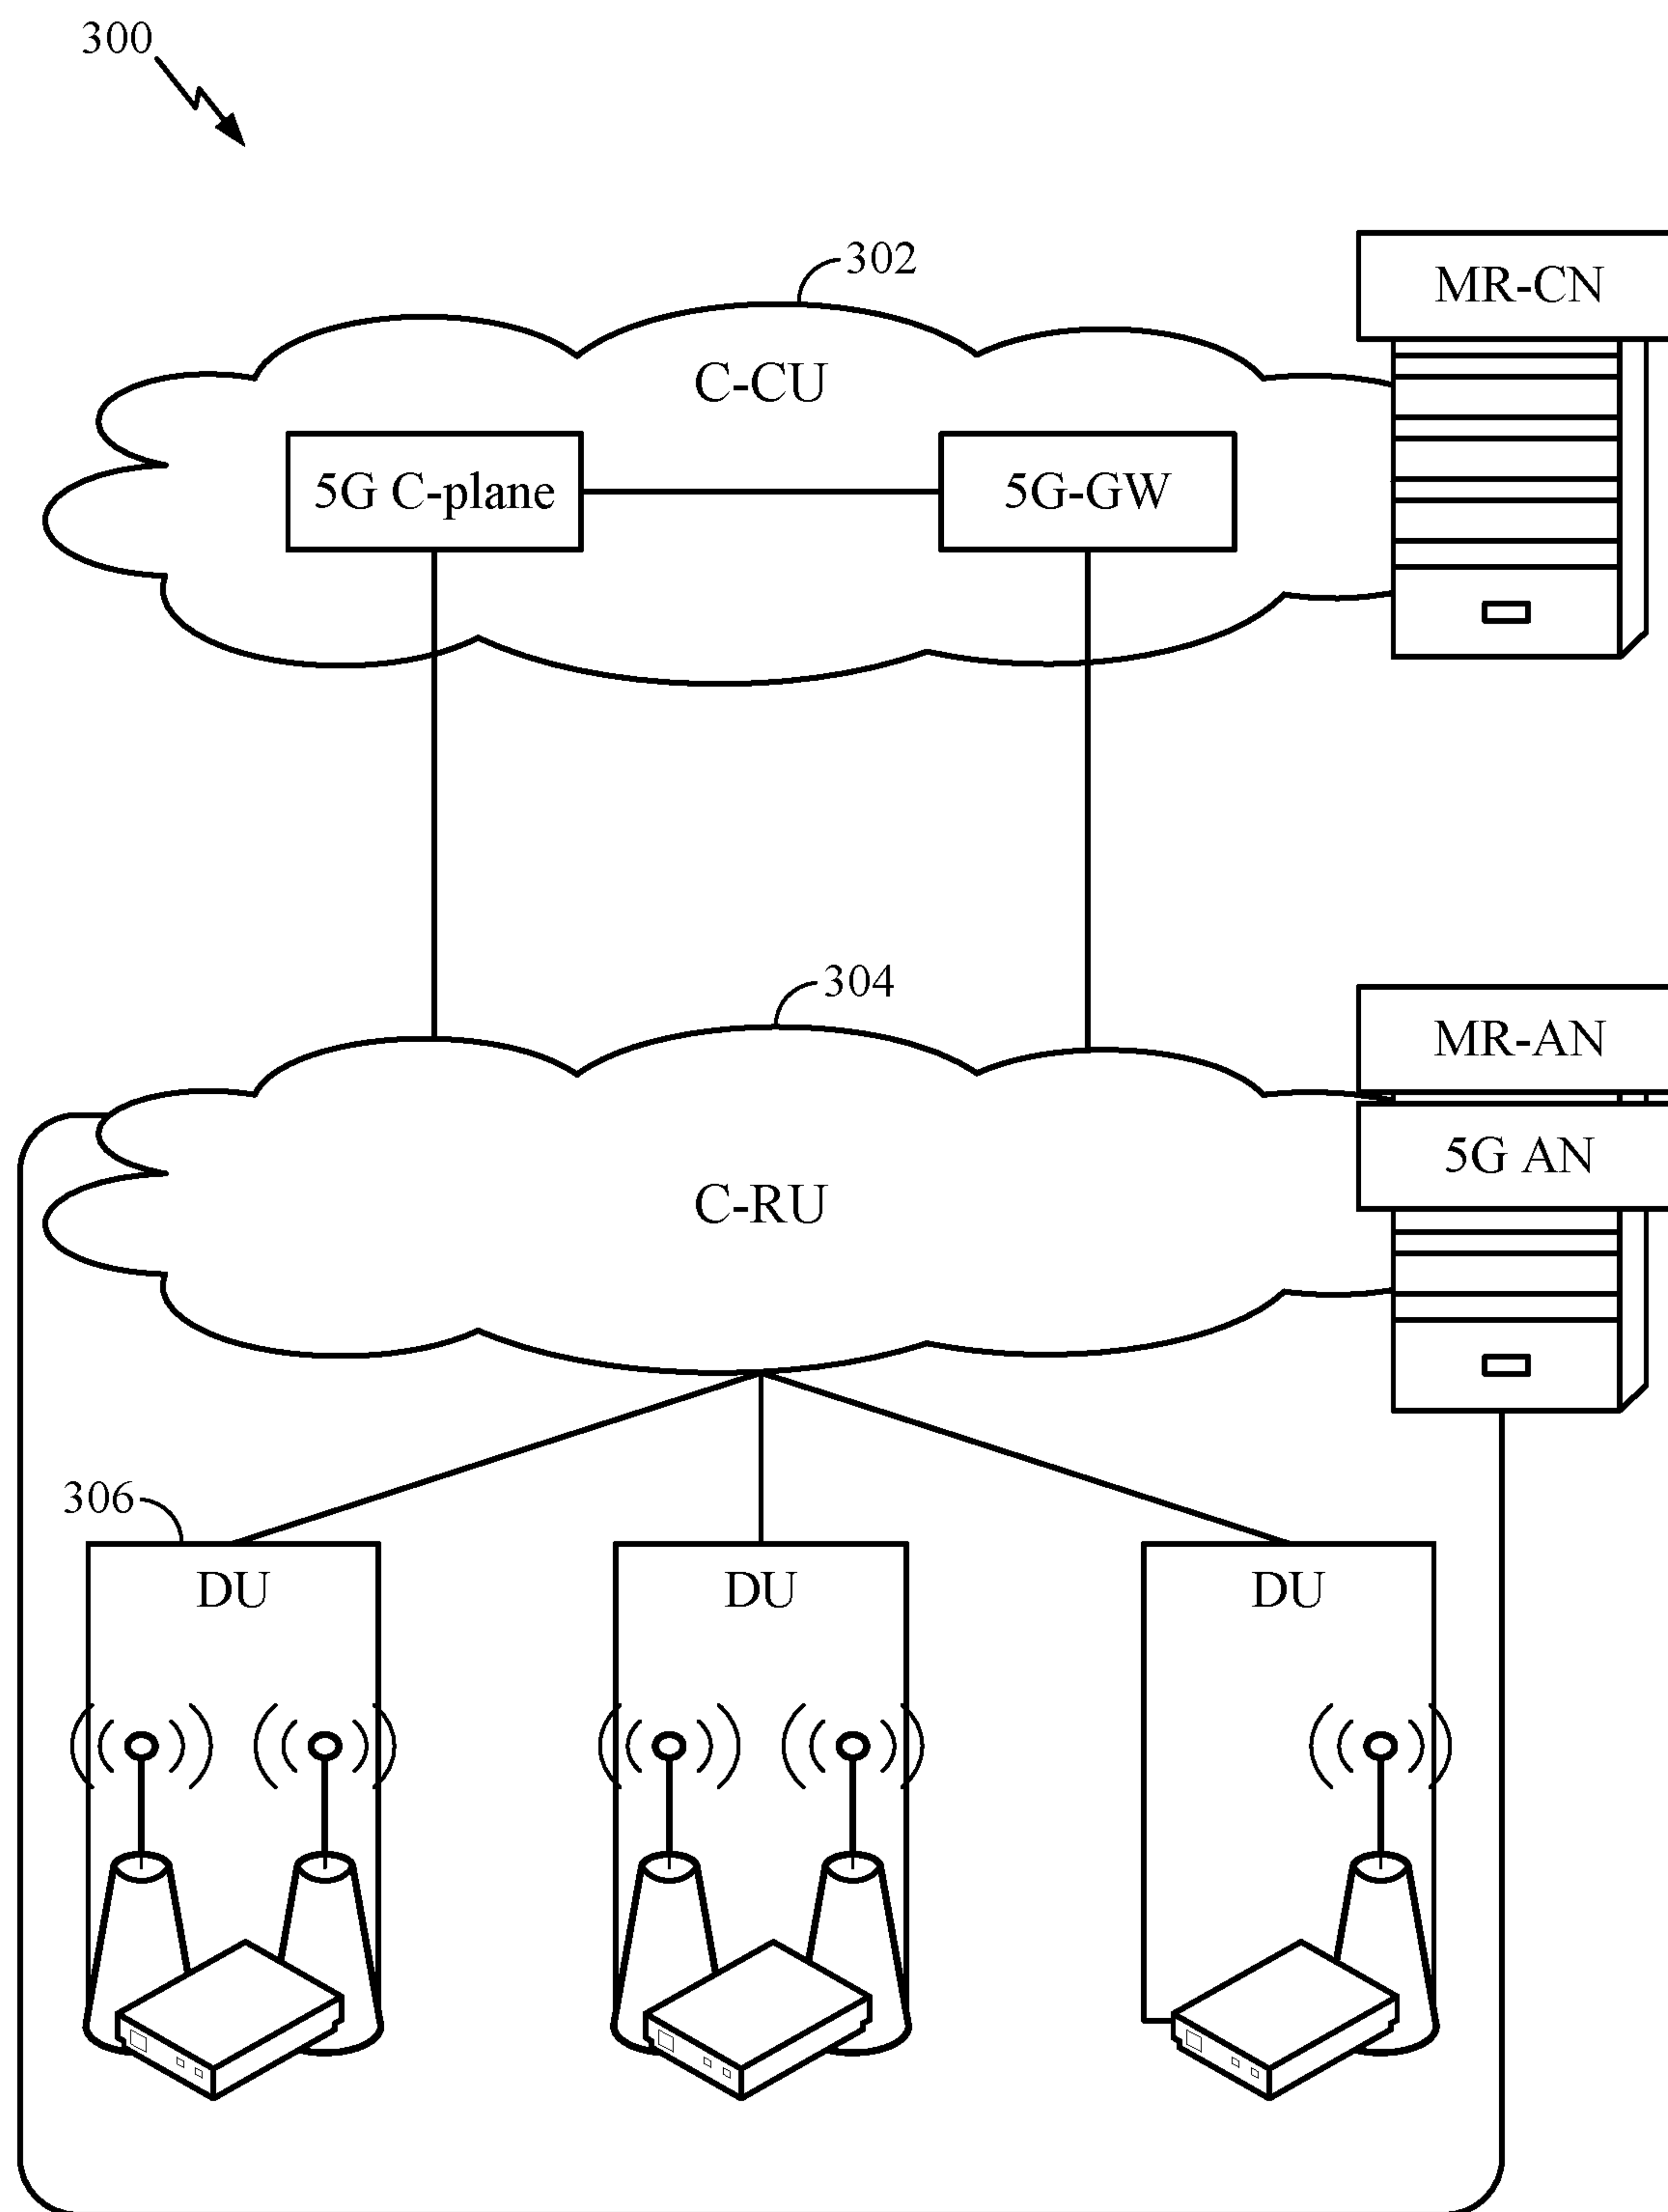 300
302
MR-CN
C-CU
5G C-plane
5G-GW
304
MR-AN
5G AN
C-RU
306
DU
DU
DU